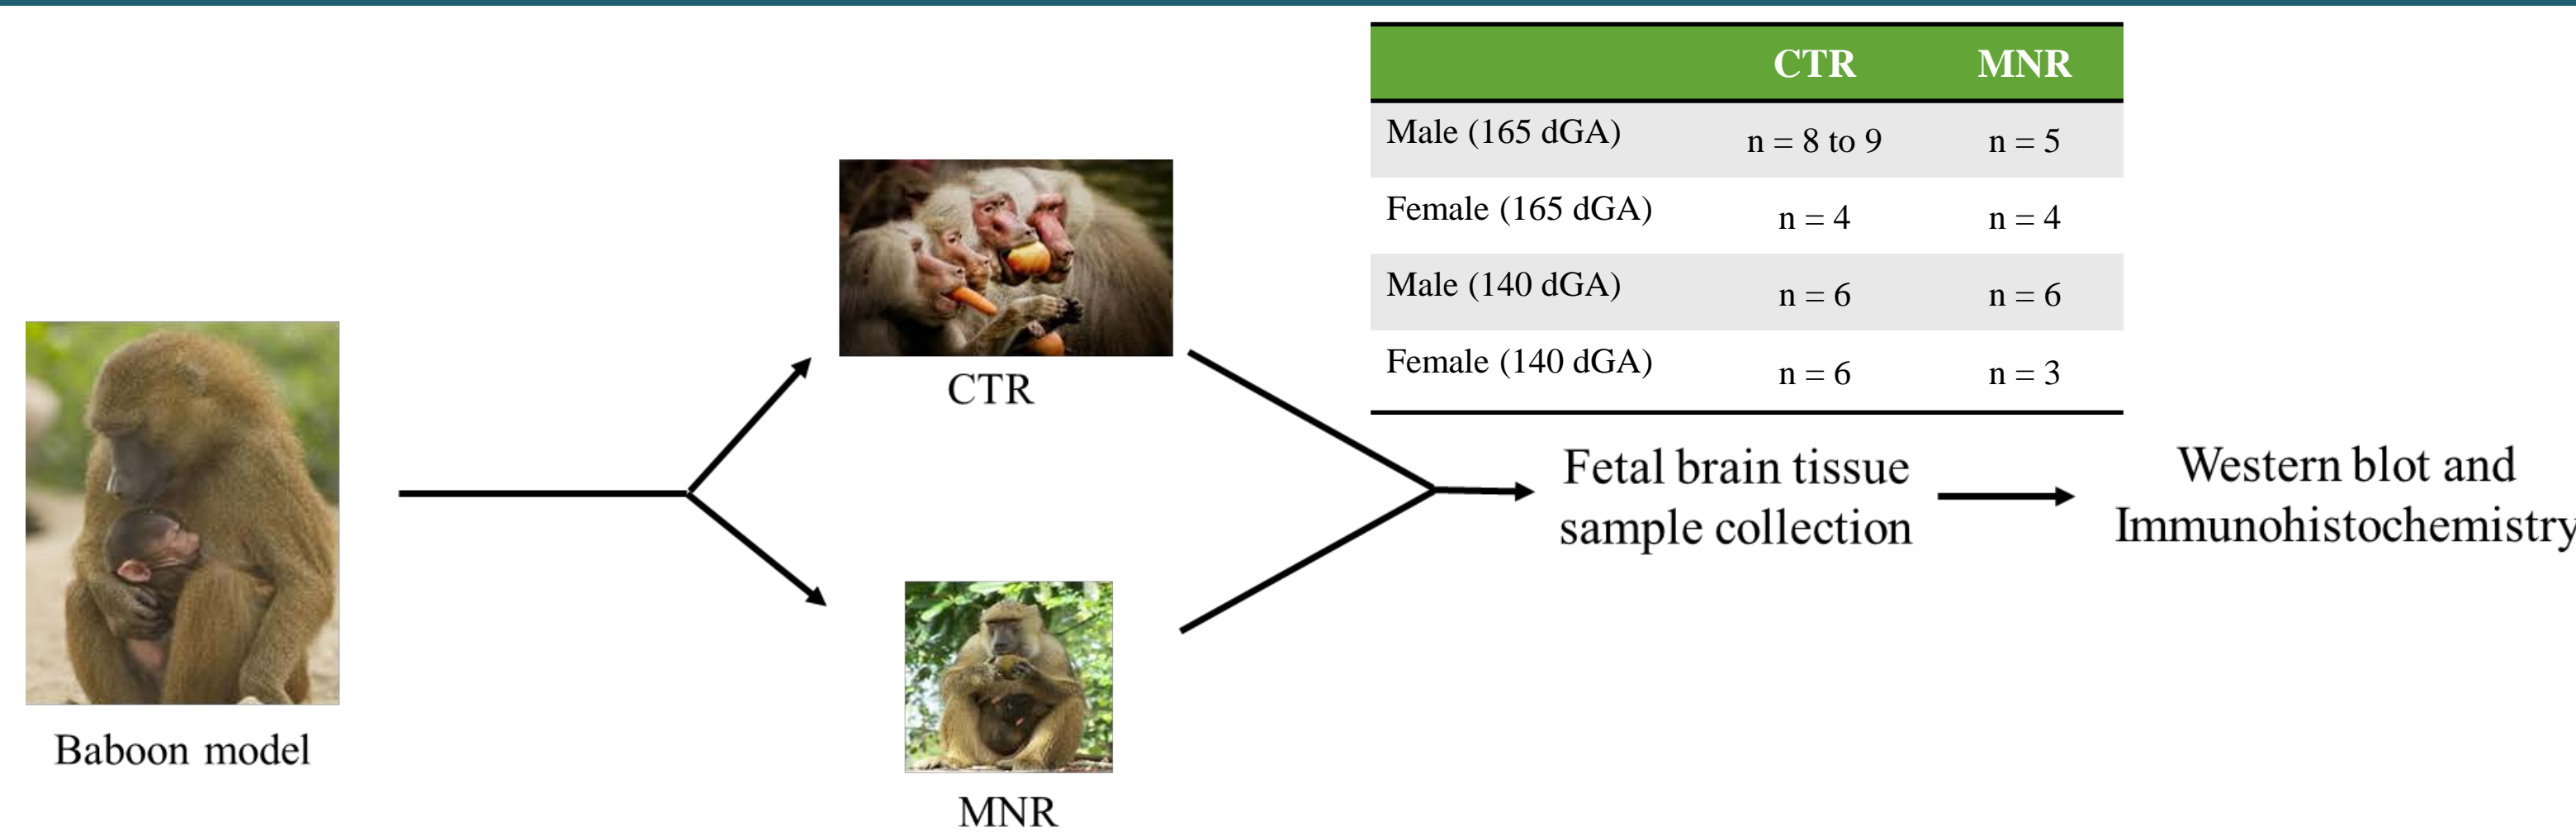 CTR MNR
Male (165 dGA) n = 8 to 9 n = 5
Female (165 dGA) n = 4 n = 4
Male (140 dGA) n = 6 n = 6
Female (140 dGA) n = 6 n = 3
CTR
Baboon model
MNR
Fetal brain tissue
sample collection
Western blot and
Immunohistochemistry